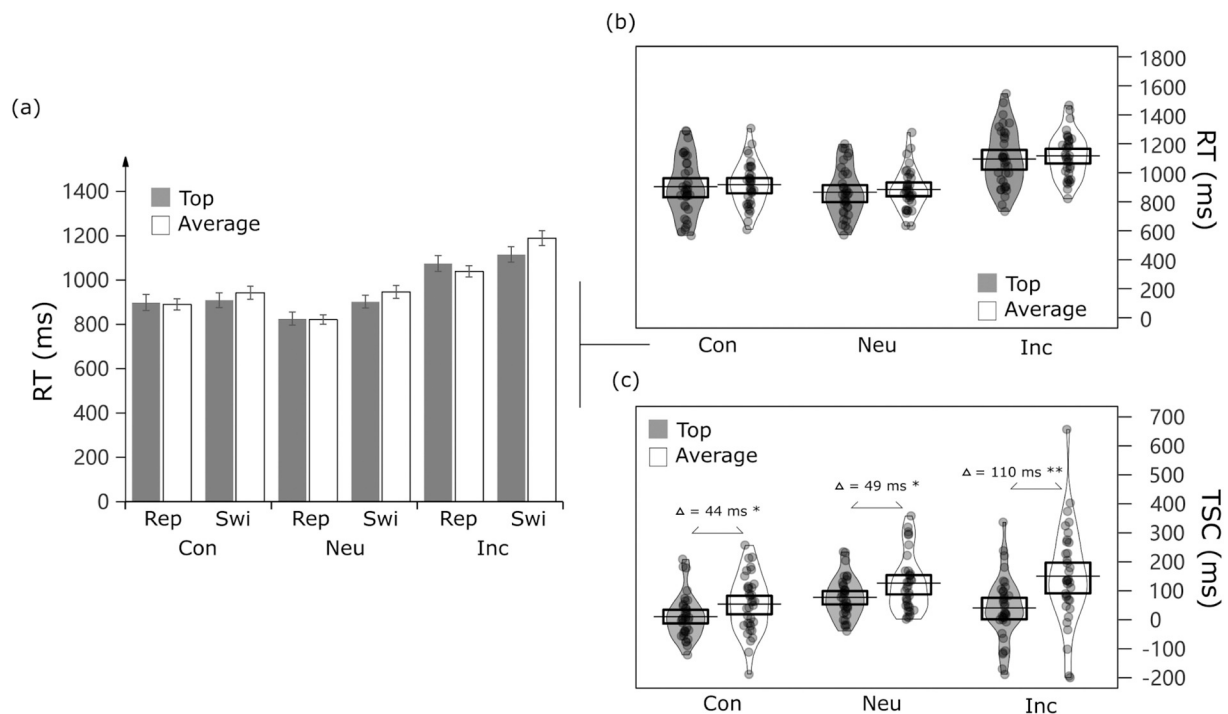 (a)
RT (ms)
1400
1200
1000
800
600
400
200
0
Top
Average
Rep Swi Rep Swi Rep Swi
Con Neu Inc
(b)
1800
1600
1400
1200
1000
800
600
400
200
0
RT (ms)
Top
Average
Con Neu Inc
(c)
Top
Average
△ = 44 ms *
△ = 49 ms *
△ = 110 ms **
700
600
500
400
300
200
100
0
-100
-200
TSC (ms)
Con Neu Inc